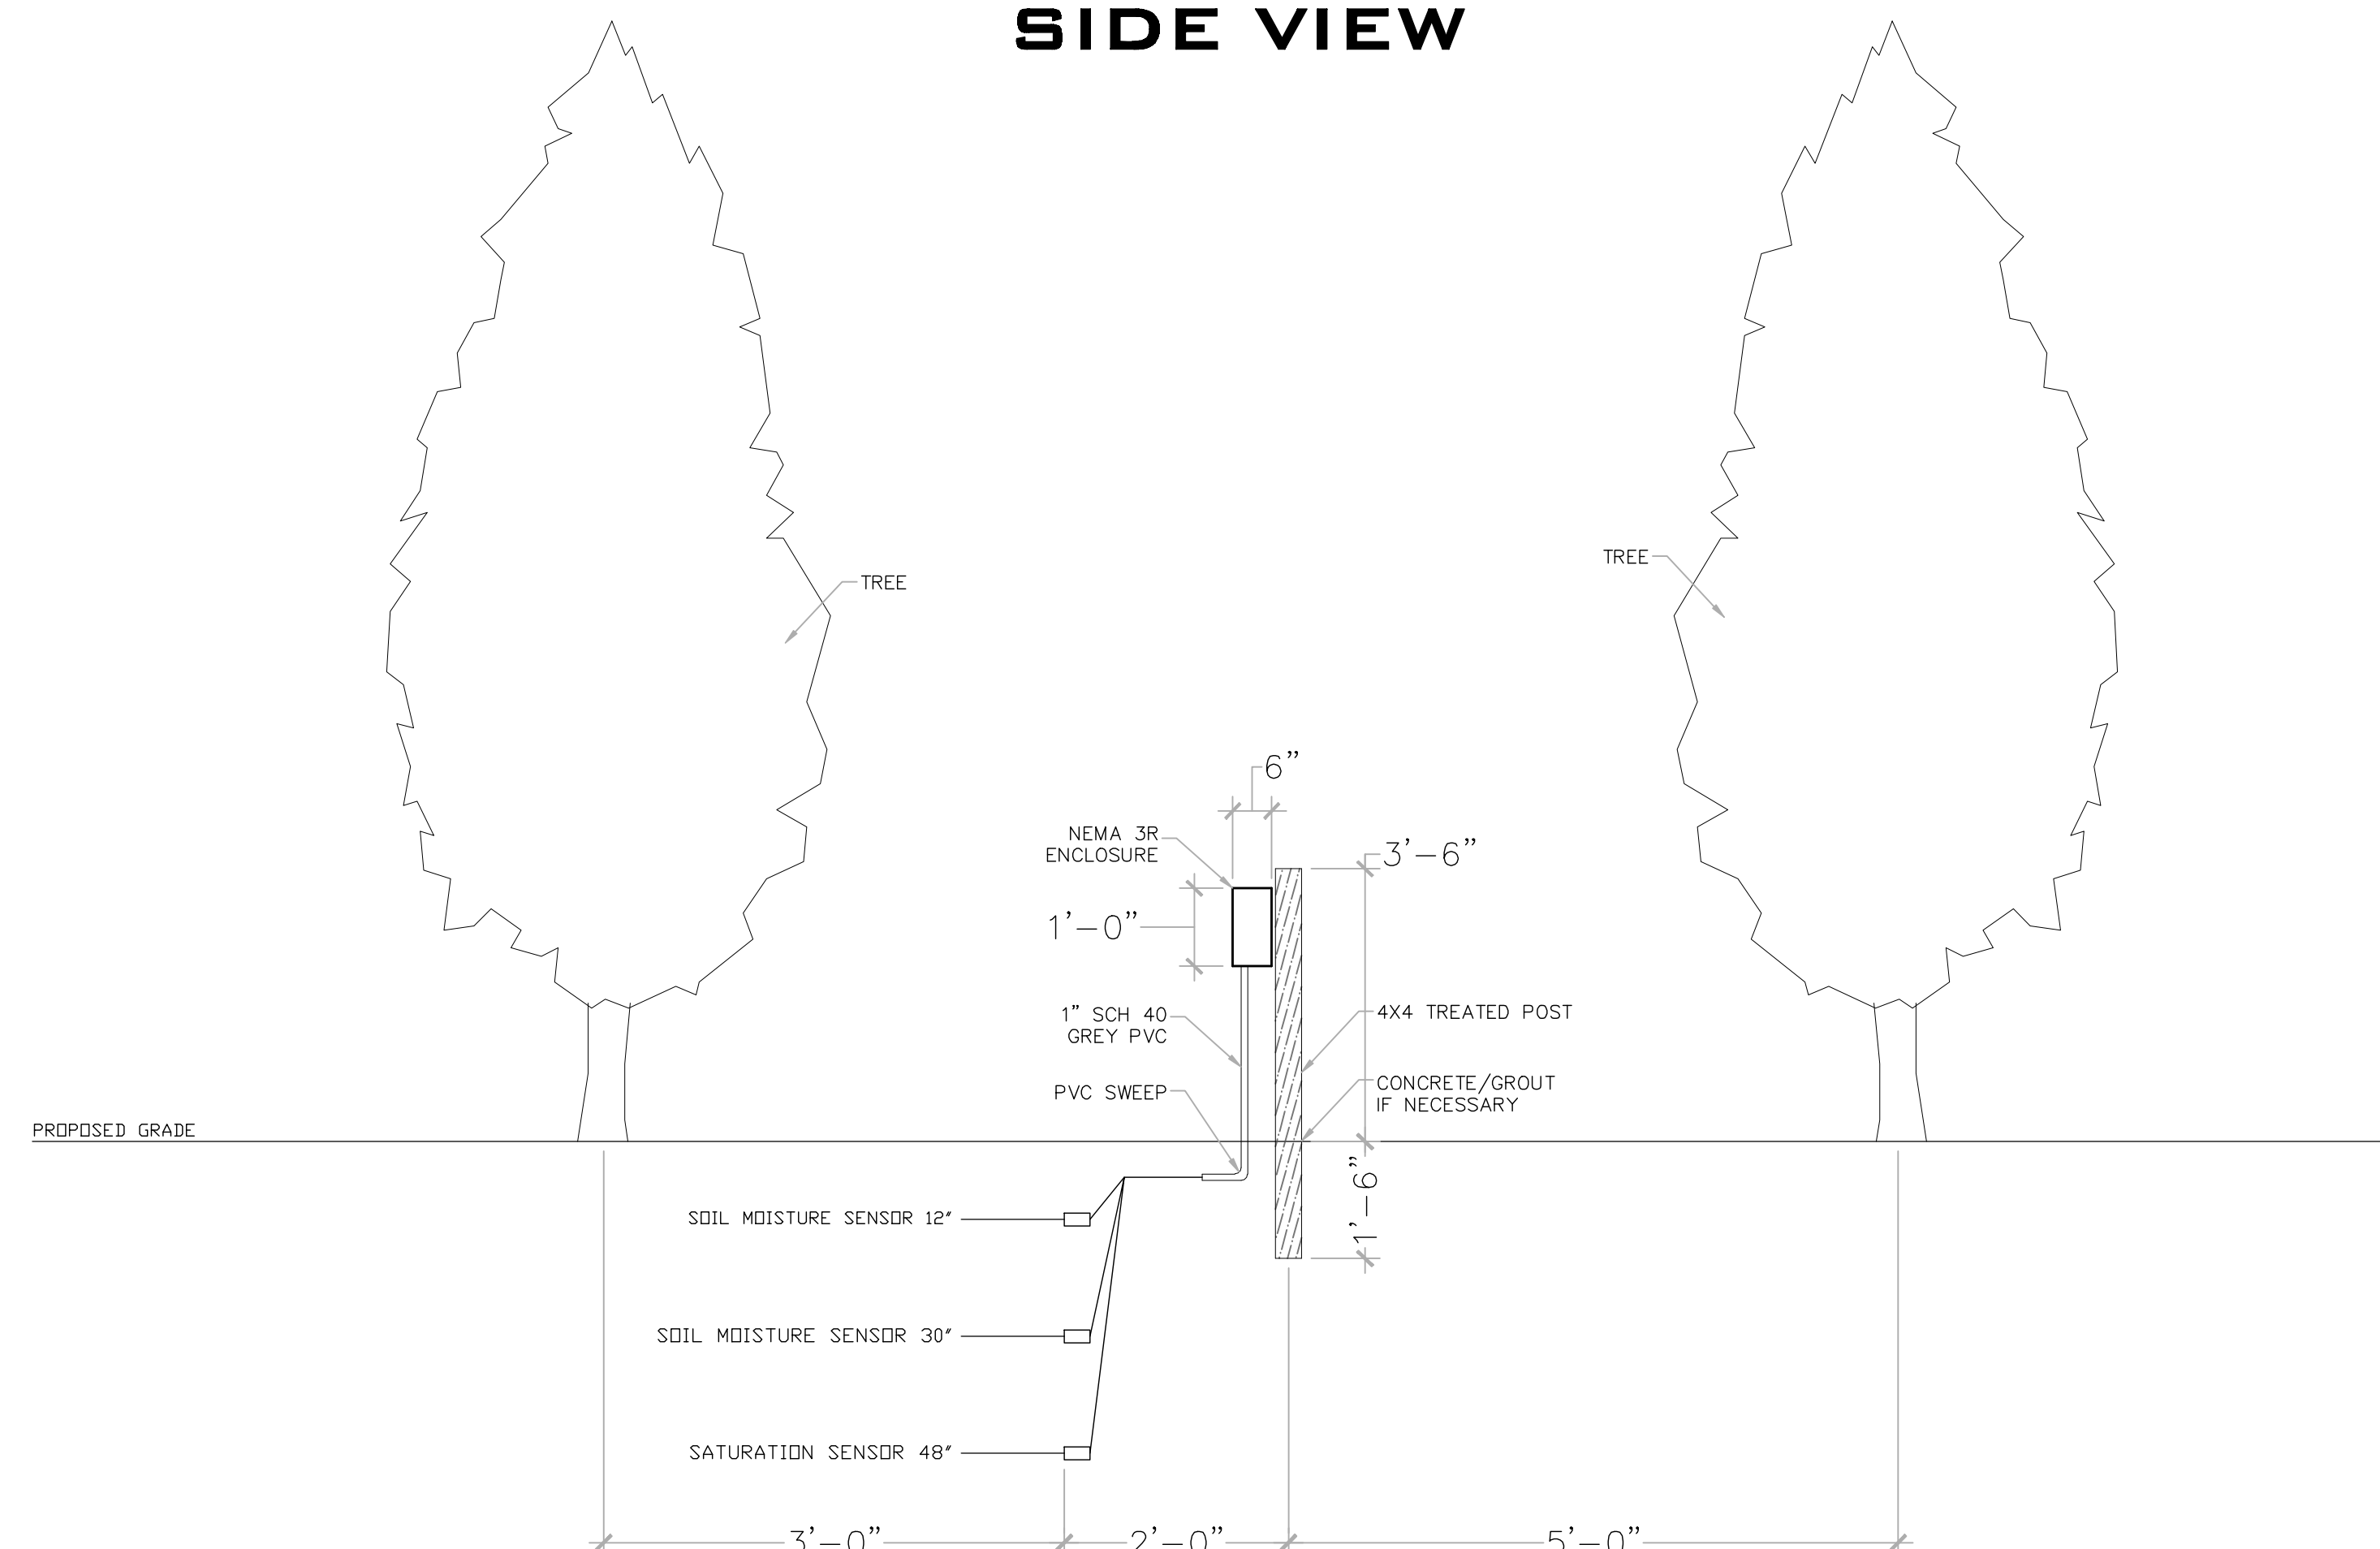 SIDE VIEW
TREE
TREE
6”
NEMA 3R
ENCLOSURE
3’-6”
1’-0”
1” SCH 40
GREY PVC
4X4 TREATED POST
PVC SWEEP
CONCRETE/GROUT
IF NECESSARY
PROPOSED GRADE
1’-6”
SOIL MOISTURE SENSOR 12"
SOIL MOISTURE SENSOR 30"
SATURATION SENSOR 48"
3’-0”
2’-0”
5’-0”